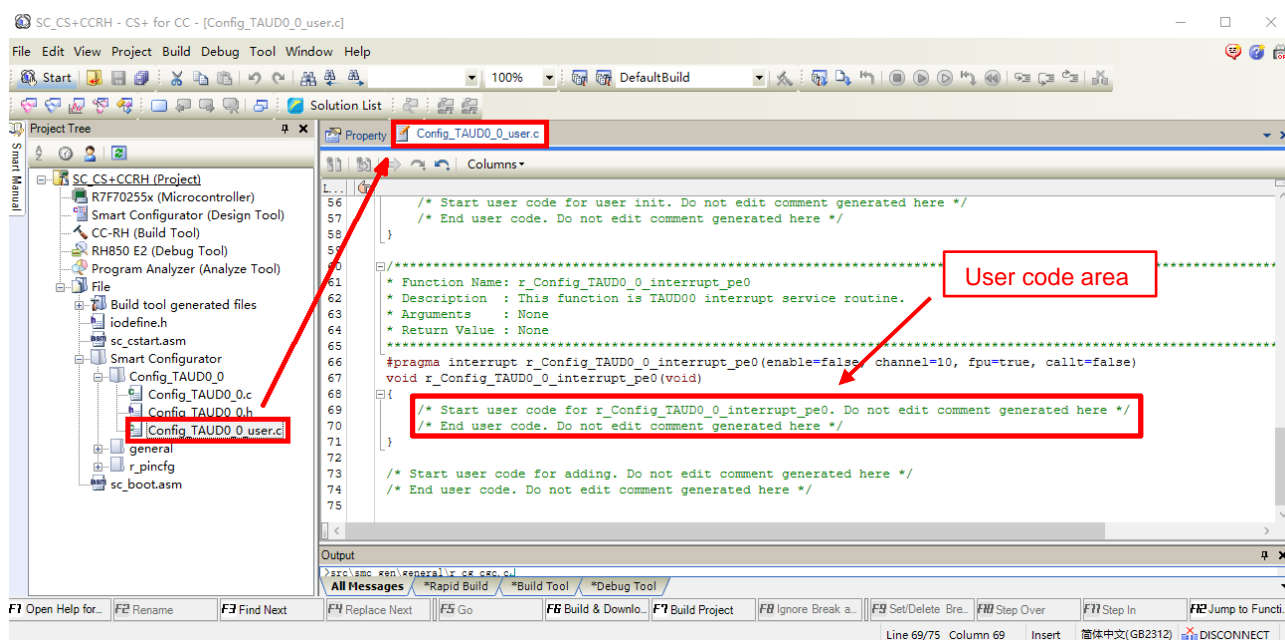 SC_CS+CCRH - CS+ for CC - [Config_TAUD0_0_user.c]
File Edit View Project Build Debug Tool Window Help
Start 100% DefaultBuild
Solution List
Smart Manual
Project Tree
SC_CS+CCRH (Project)
R7F70255x (Microcontroller)
Smart Configurator (Design Tool)
CC-RH (Build Tool)
RH850 E2 (Debug Tool)
Program Analyzer (Analyze Tool)
File
Build tool generated files
iodefine.h
sc_cstart.asm
Smart Configurator
Config_TAUD0_0
Config_TAUD0_0.c
Config_TAUD0_0.h
Config_TAUD0_0_user.c
general
r_pincfg
sc_boot.asm
Property Config_TAUD0_0_user.c
Columns
L...
56 /* Start user code for user init. Do not edit comment generated here */
57 /* End user code. Do not edit comment generated here */
58 }
59
60 /***********************************************************************
User code area
61 * Function Name: r_Config_TAUD0_0_interrupt_pe0
62 * Description : This function is TAUD00 interrupt service routine.
63 * Arguments : None
64 * Return Value : None
65 ***********************************************************************
66 #pragma interrupt r_Config_TAUD0_0_interrupt_pe0(enable=false, channel=10, fpu=true, callt=false)
67 void r_Config_TAUD0_0_interrupt_pe0(void)
68 {
69 /* Start user code for r_Config_TAUD0_0_interrupt_pe0. Do not edit comment generated here */
70 /* End user code. Do not edit comment generated here */
71 }
72
73 /* Start user code for adding. Do not edit comment generated here */
74 /* End user code. Do not edit comment generated here */
75
Output
>src\smc_gen\general\r_cg_cgc.c
All Messages *Rapid Build *Build Tool *Debug Tool
F1 Open Help for... F2 Rename F3 Find Next F4 Replace Next F5 Go F6 Build & Downlo... F7 Build Project F8 Ignore Break a... F9 Set/Delete Bre... F10 Step Over F11 Step In F12 Jump to Functi...
Line 69/75 Column 69 Insert 简体中文(GB2312) DISCONNECT